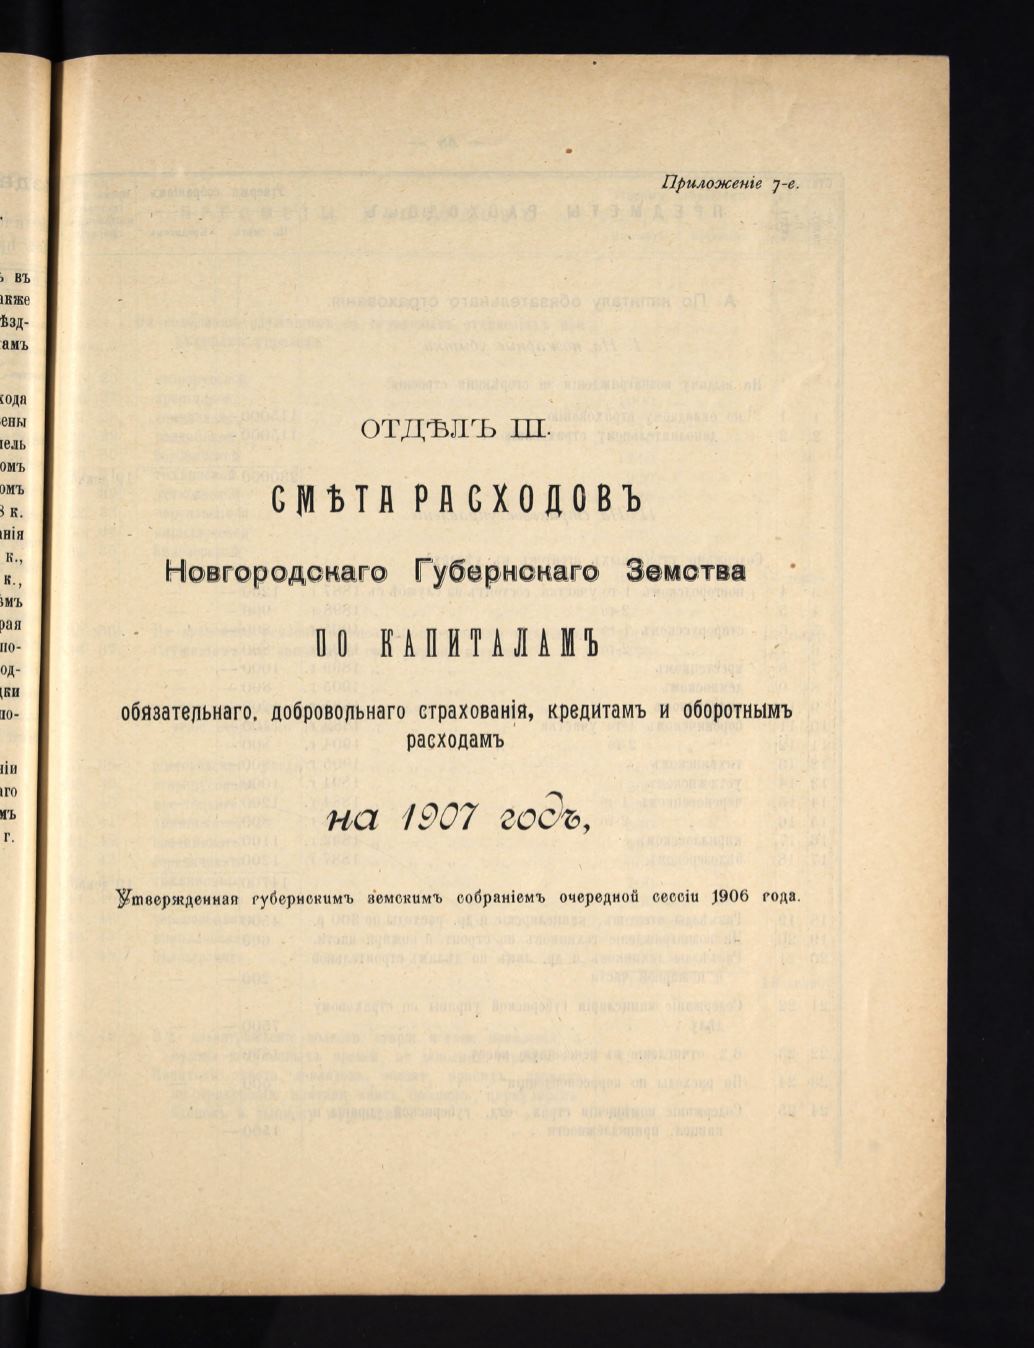 Приложеніе 7-е.
ОТДѢЛЪ III.
СМѢТА РАСХОДОВЪ
Новгородскаго Губернскаго Земства
ПО КАПИТАЛАМЪ
обязательнаго, добровольнаго страхованія, кредитамъ и оборотнымъ
расходамъ
на 1907 годъ,
Утвержденная губернскимъ земскимъ собраніемъ очередной сессіи 1906 года.